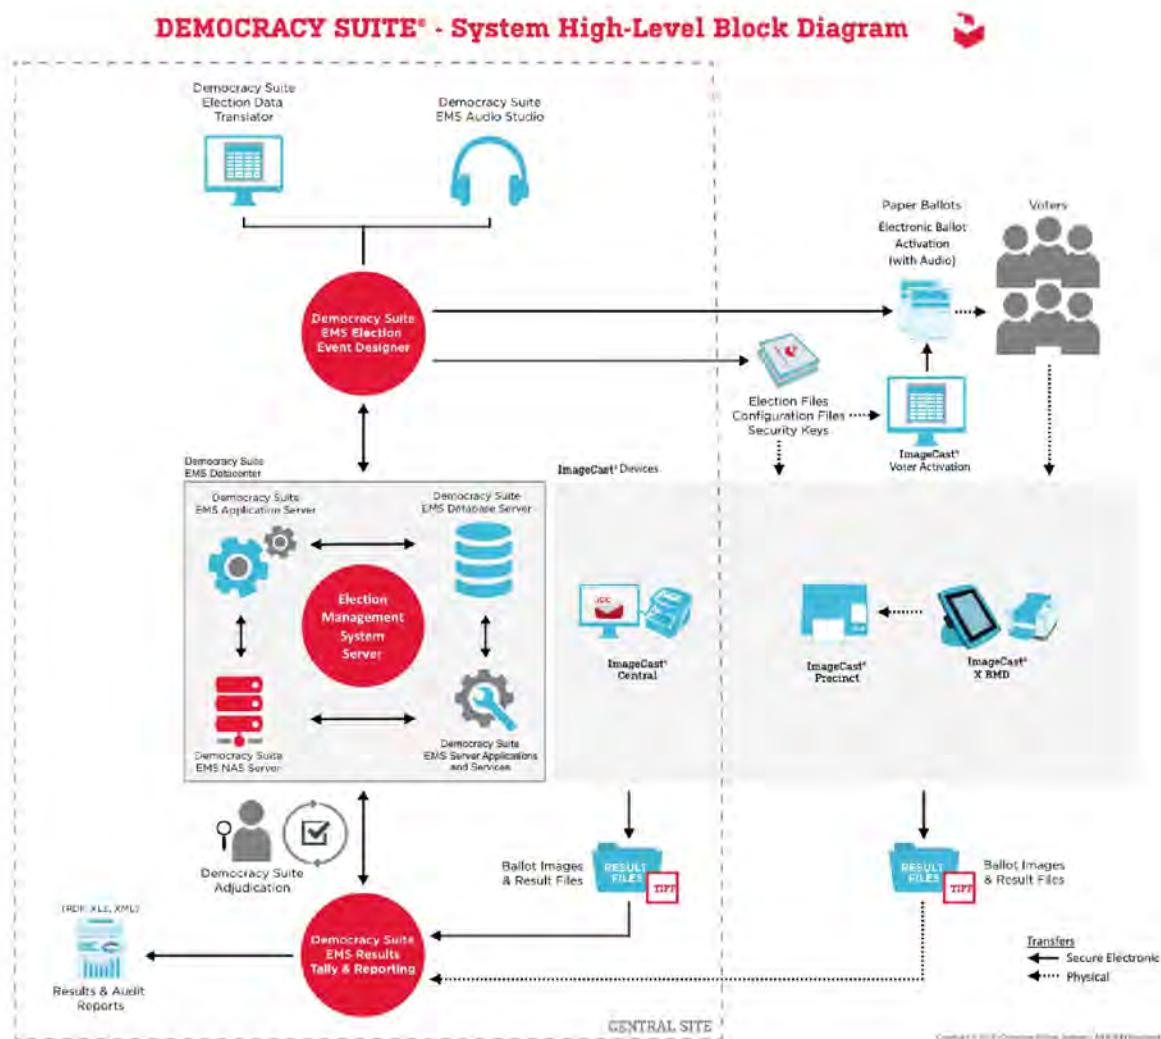 DEMOCRACY SUITE® - System High-Level Block Diagram
Democracy Suite
Election Data
Translator
Democracy Suite
EMS Audio Studio
Paper Ballots
Electronic Ballot
Activation
(with Audio)
Voters
Democracy Suite
EMS Election
Event Designer
Election Files
Configuration Files
Security Keys
ImageCast®
Voter Activation
Democracy Suite
EMS Datacenter
ImageCast® Devices
Democracy Suite
EMS Application Server
Democracy Suite
EMS Database Server
Election
Management
System
Server
ICC
ImageCast®
Central
ImageCast®
Precinct
ImageCast®
X BMD
Democracy Suite
EMS NAS Server
Democracy Suite
EMS Server Applications
and Services
Democracy Suite
Adjudication
Ballot Images
& Result Files
RESULT
FILES
TIFF
RESULT
FILES
TIFF
Ballot Images
& Result Files
(PDF, XLS, XML)
Results & Audit
Reports
Democracy Suite
EMS Results
Tally & Reporting
Transfers
Secure Electronic
Physical
CENTRAL SITE